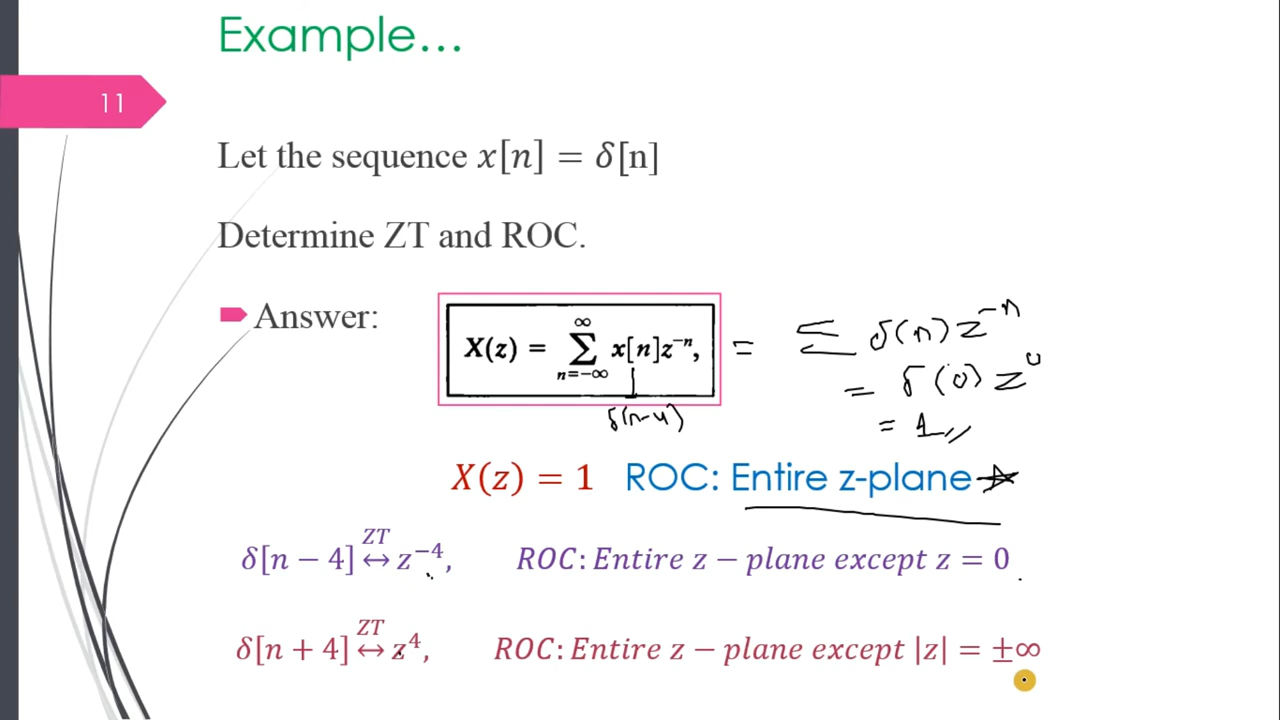 Example...
11
Let the sequence x[n] = δ[n]
Determine ZT and ROC.
Answer:
X(z) = ∑_{n=-∞}^{∞} x[n]z^{-n}, = ∑ δ(n) z^{-n}
= δ(0) z^0
δ(n-4)
= 1//
X(z) = 1 ROC: Entire z-plane
δ[n − 4] ↔^{ZT} z^{−4}, ROC: Entire z − plane except z = 0
δ[n + 4] ↔^{ZT} z^4, ROC: Entire z − plane except |z| = ±∞